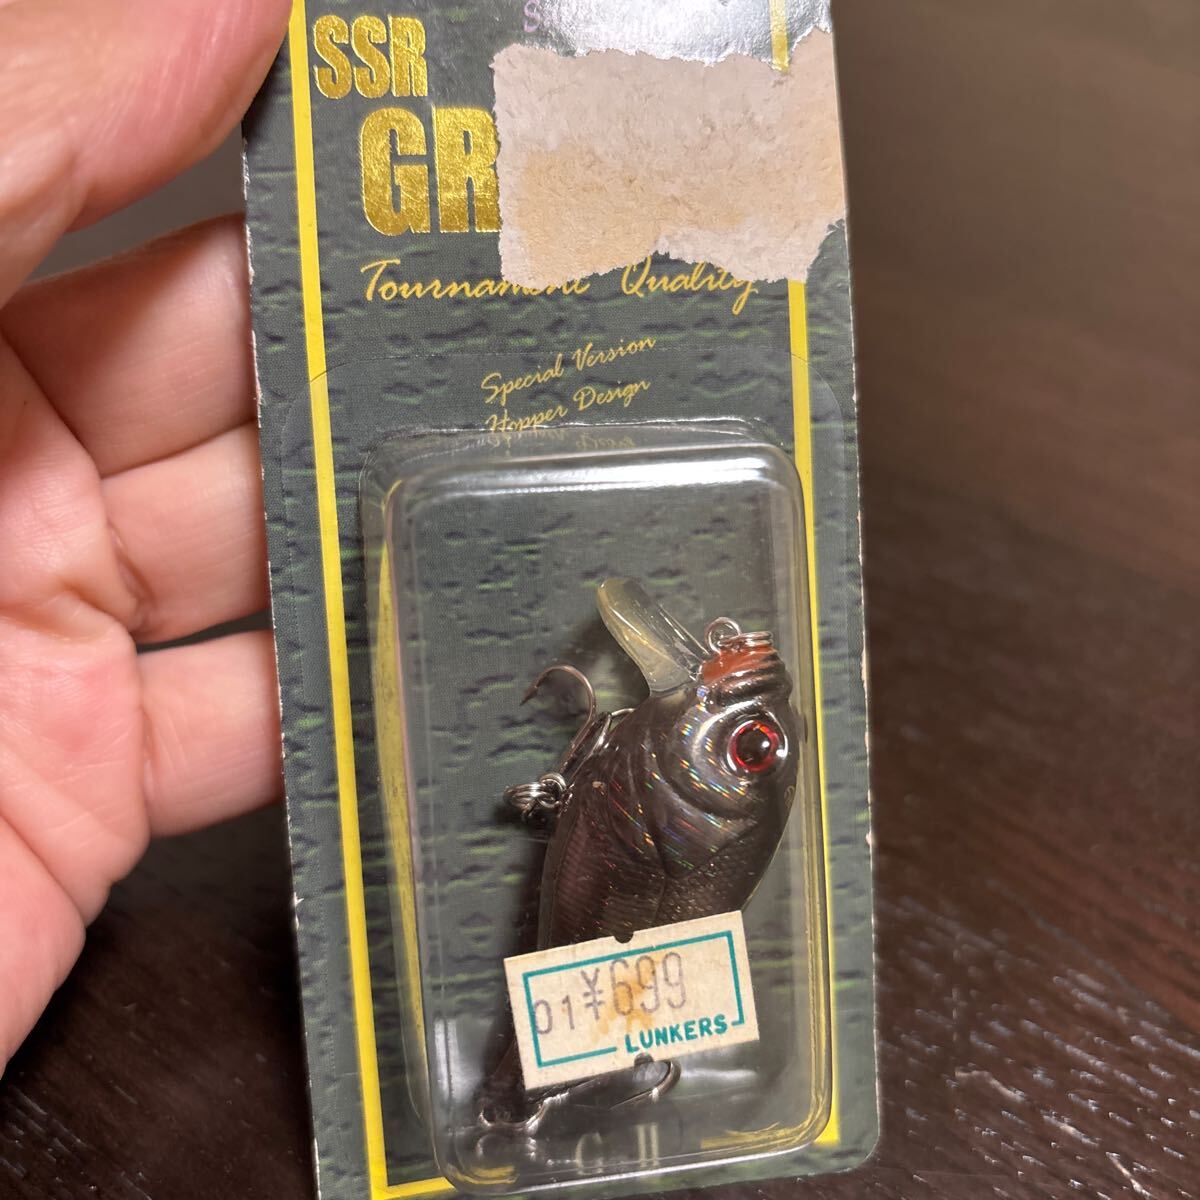 SSR
GR
Tournament Quality
Special Version
Hopper Design
01¥699
LUNKERS